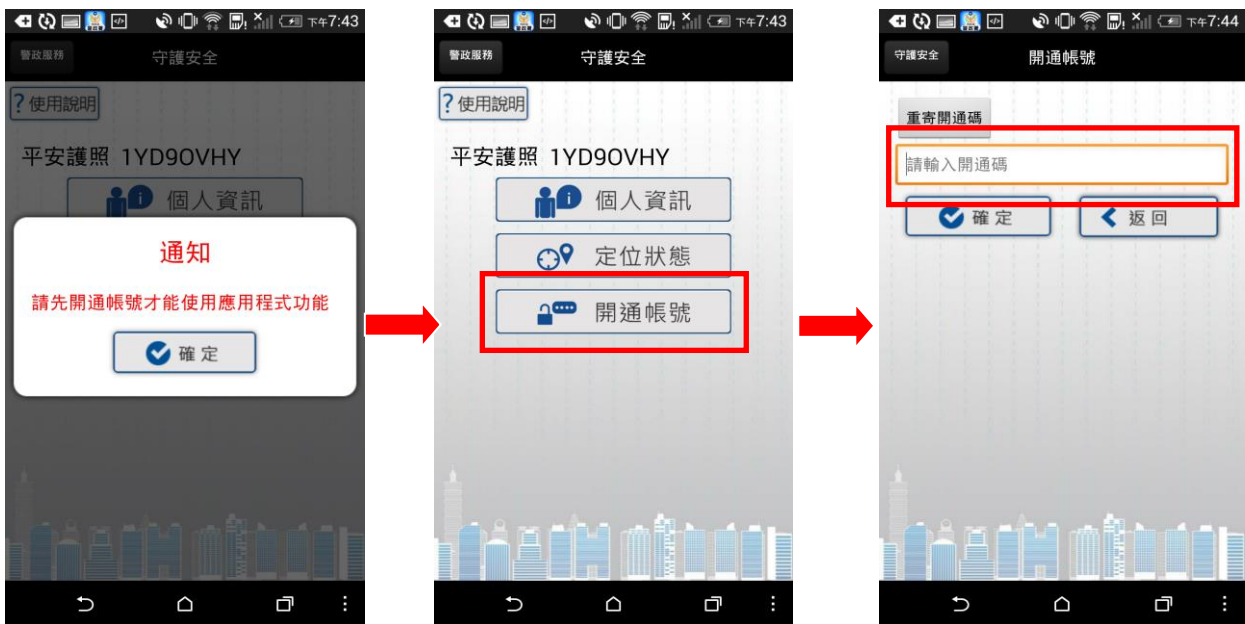 下午7:43
警政服務 守護安全
?使用說明
平安護照 1YD9OVHY
個人資訊
通知
請先開通帳號才能使用應用程式功能
確定
下午7:43
警政服務 守護安全
?使用說明
平安護照 1YD9OVHY
個人資訊
定位狀態
開通帳號
下午7:44
守護安全 開通帳號
重寄開通碼
請輸入開通碼
確定 返回